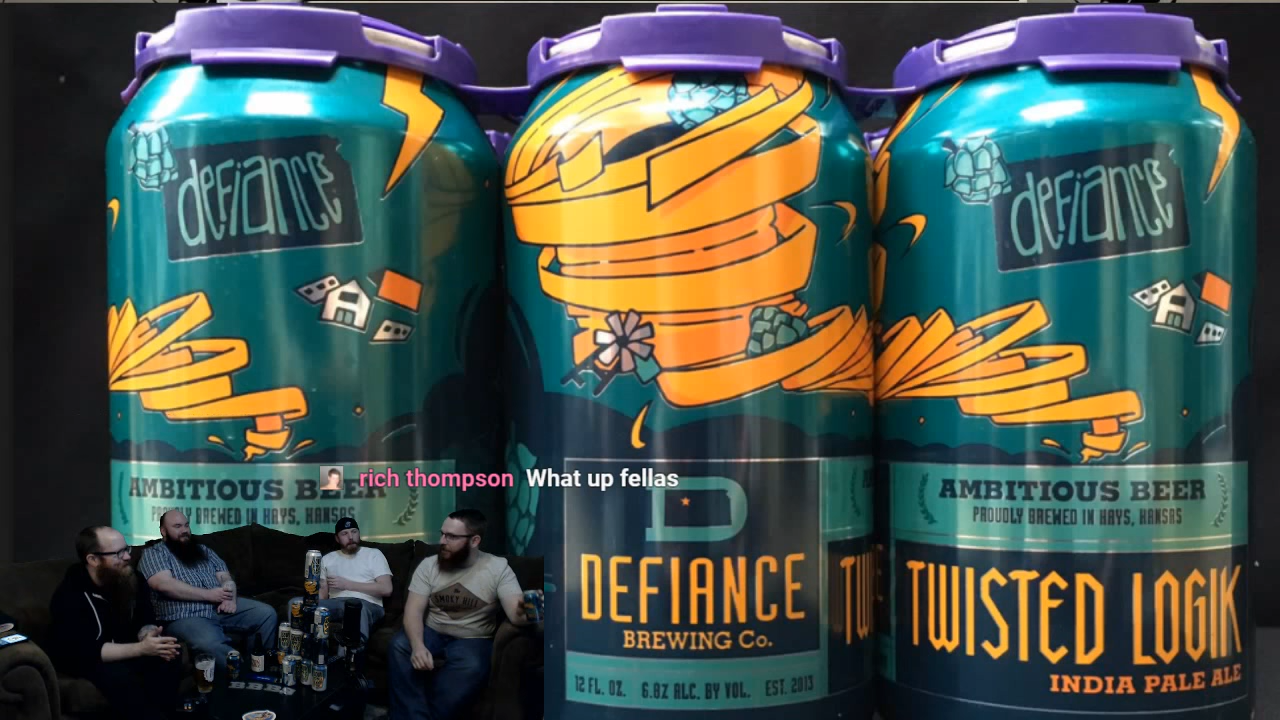 defiance
defiance
AMBITIOUS BEER
PROUDLY BREWED IN HAYS, KANSAS
rich thompson What up fellas
D
DEFIANCE
BREWING Co.
12 FL. OZ. 6.8% ALC. BY VOL. EST. 2013
AMBITIOUS BEER
PROUDLY BREWED IN HAYS, KANSAS
TWISTED LOGIK
INDIA PALE ALE
SMOKY HILL